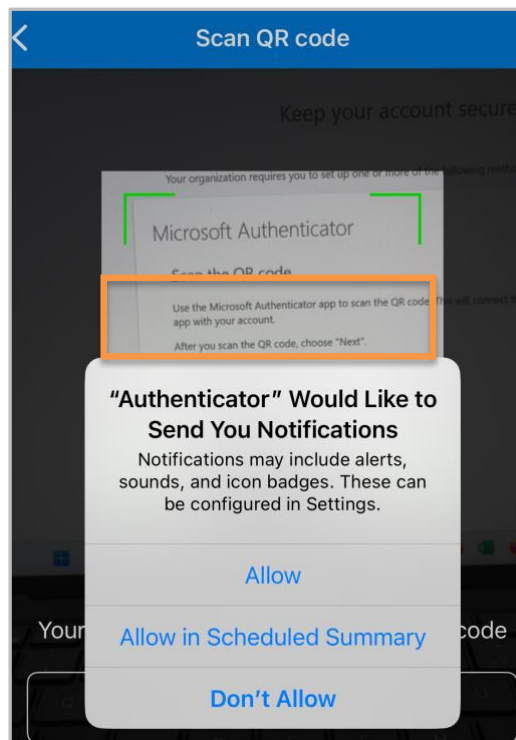 Scan QR code
Keep your account secure
Your organization requires you to set up one or more of the following
Microsoft Authenticator
Scan the QR code
Use the Microsoft Authenticator app to scan the QR code. This will connect
app with your account.
After you scan the QR code, choose "Next".
“Authenticator” Would Like to
Send You Notifications
Notifications may include alerts,
sounds, and icon badges. These can
be configured in Settings.
Allow
Your
Allow in Scheduled Summary
code
Don’t Allow